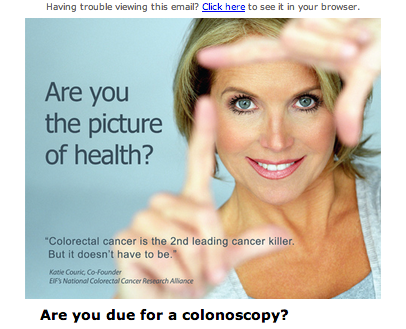 Having trouble viewing this email? Click here to see it in your browser.
Are you
the picture
of health?
“Colorectal cancer is the 2nd leading cancer killer.
But it doesn't have to be.”
Katie Couric, Co-Founder
EIF's National Colorectal Cancer Research Alliance
Are you due for a colonoscopy?